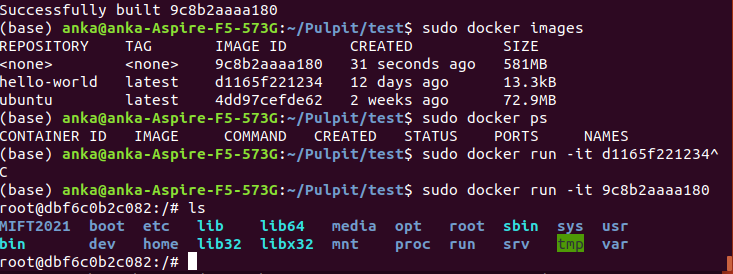 Successfully built 9c8b2aaaa180
(base) anka@anka-Aspire-F5-573G:~/Pulpit/test$ sudo docker images
REPOSITORY TAG IMAGE ID CREATED SIZE
<none> <none> 9c8b2aaaa180 31 seconds ago 581MB
hello-world latest d1165f221234 12 days ago 13.3kB
ubuntu latest 4dd97cefde62 2 weeks ago 72.9MB
(base) anka@anka-Aspire-F5-573G:~/Pulpit/test$ sudo docker ps
CONTAINER ID IMAGE COMMAND CREATED STATUS PORTS NAMES
(base) anka@anka-Aspire-F5-573G:~/Pulpit/test$ sudo docker run -it d1165f221234^
C
(base) anka@anka-Aspire-F5-573G:~/Pulpit/test$ sudo docker run -it 9c8b2aaaa180
root@dbf6c0b2c082:/# ls
MIFT2021 boot etc lib lib64 media opt root sbin sys usr
bin dev home lib32 libx32 mnt proc run srv tmp var
root@dbf6c0b2c082:/#